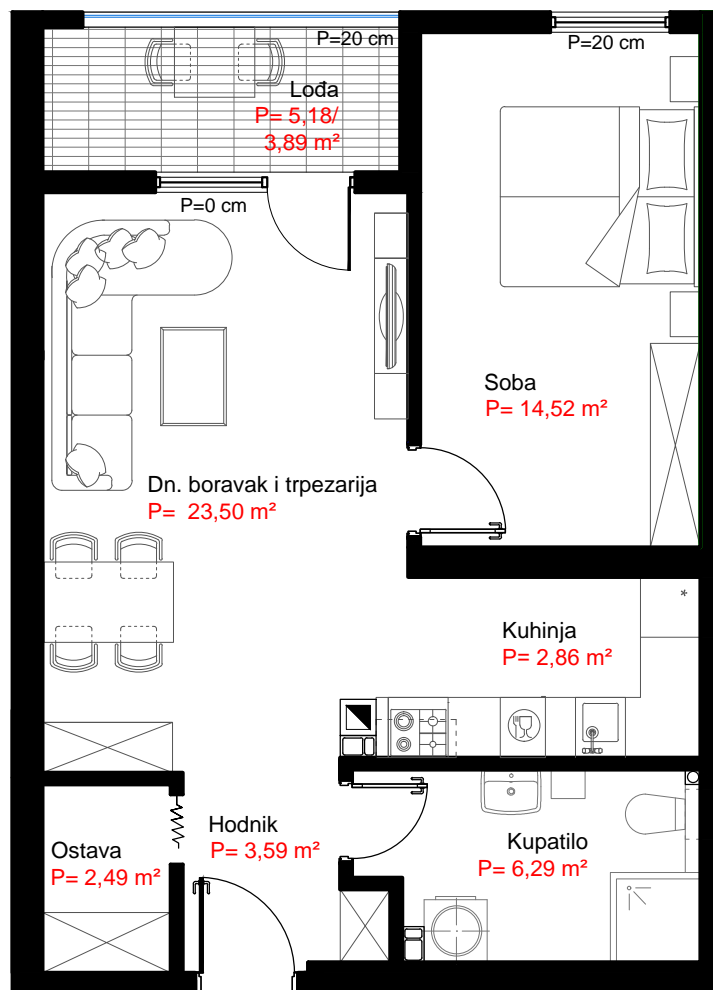 P=20 cm
P=20 cm
Lođa
P= 5,18/
3,89 m²
P=0 cm
Soba
P= 14,52 m²
Dn. boravak i trpezarija
P= 23,50 m²
Kuhinja
P= 2,86 m²
Hodnik
P= 3,59 m²
Ostava
P= 2,49 m²
Kupatilo
P= 6,29 m²